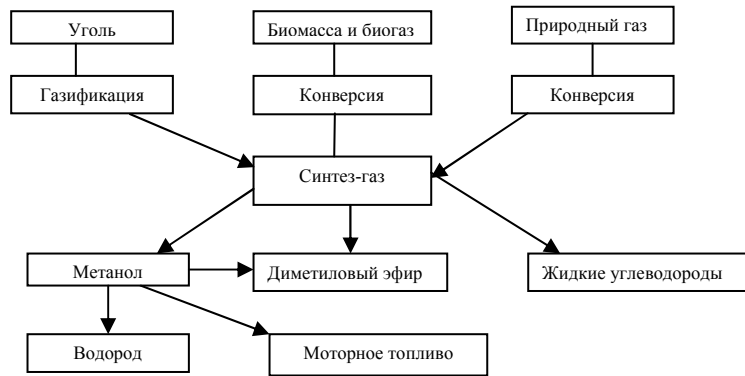 Уголь
Биомасса и биогаз
Природный газ
Газификация
Конверсия
Конверсия
Синтез-газ
Метанол
Диметиловый эфир
Жидкие углеводороды
Водород
Моторное топливо